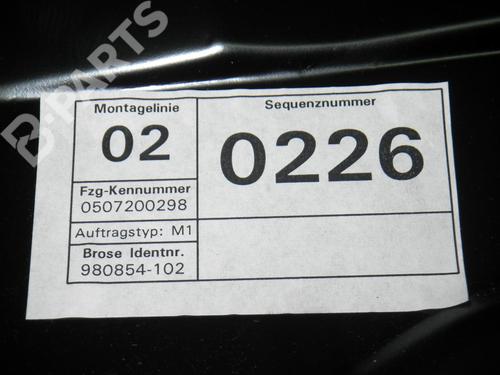 B-PARTS
Montagelinie
02
Sequenznummer
0226
Fzg-Kennummer
0507200298
Auftragstyp: M1
Brose Identnr.
980854-102